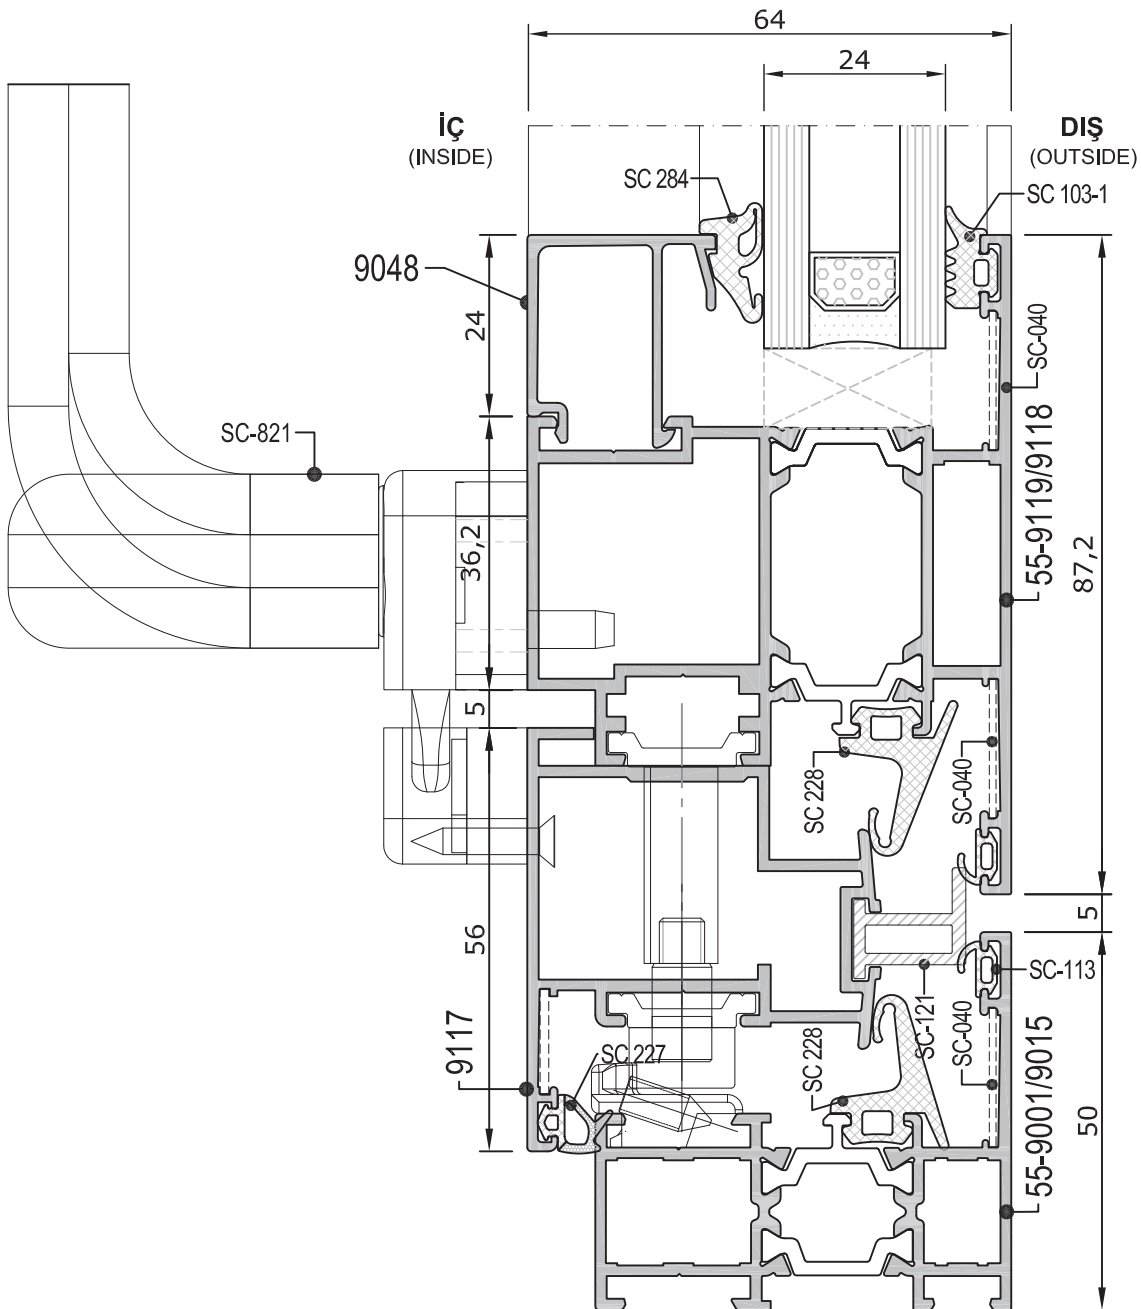 64
24
İÇ
(INSIDE)
DIŞ
(OUTSIDE)
SC 284
SC 103-1
9048
24
SC-040
SC-821
55-9119/9118
36,2
87,2
5
SC 228
SC-040
5
56
SC-113
SC-121
SC-040
9117
SC 227
SC 228
55-9001/9015
50